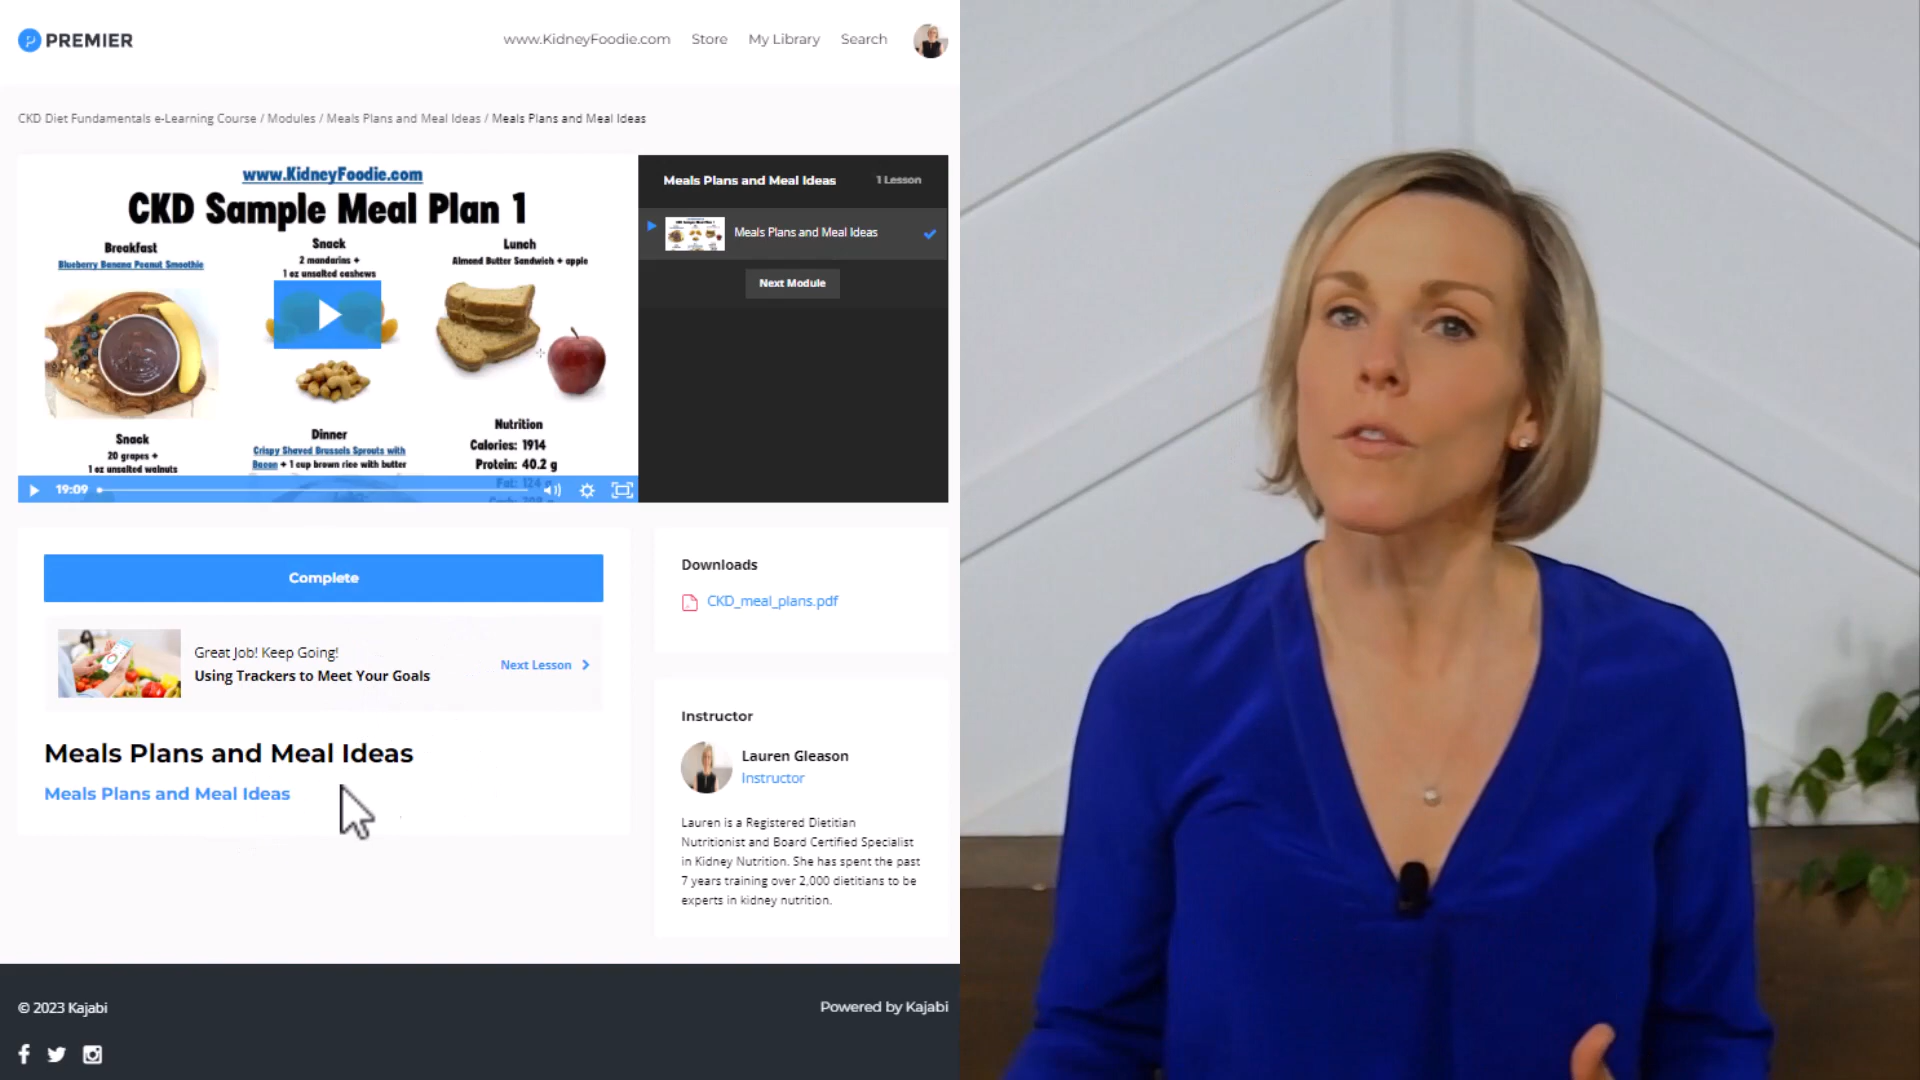 PREMIER
www.KidneyFoodie.com Store My Library Search
CKD Diet Fundamentals e-Learning Course / Modules / Meals Plans and Meal Ideas / Meals Plans and Meal Ideas
www.KidneyFoodie.com
CKD Sample Meal Plan 1
Breakfast
Blueberry Banana Peanut Smoothie
Snack
2 mandarins +
1 oz unsalted cashews
Lunch
Almond Butter Sandwich + apple
Snack
20 grapes +
1 oz unsalted walnuts
Dinner
Crispy Shaved Brussels Sprouts with
Bacon + 1 cup brown rice with butter
Nutrition
Calories: 1914
Protein: 40.2 g
Fat: 124 g
19:09
Meals Plans and Meal Ideas 1 Lesson
CKD Sample Meal Plan 1
Meals Plans and Meal Ideas
Next Module
Complete
Great Job! Keep Going!
Using Trackers to Meet Your Goals
Next Lesson
Meals Plans and Meal Ideas
Meals Plans and Meal Ideas
Downloads
CKD_meal_plans.pdf
Instructor
Lauren Gleason
Instructor
Lauren is a Registered Dietitian
Nutritionist and Board Certified Specialist
in Kidney Nutrition. She has spent the past
7 years training over 2,000 dietitians to be
experts in kidney nutrition.
© 2023 Kajabi
Powered by Kajabi